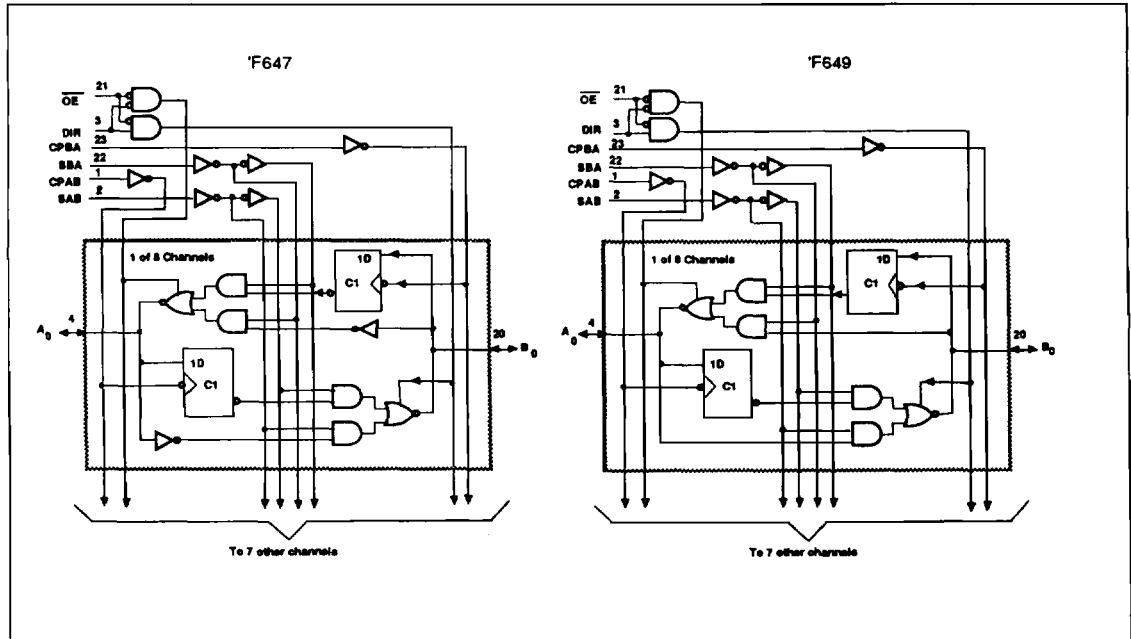 'F647
OE
21
DIR
3
CPBA
23
SBA
22
CPAB
1
SAB
2
1 of 8 Channels
1D
C1
A0
4
20
B0
1D
C1
To 7 other channels
'F649
OE
21
DIR
3
CPBA
23
SBA
22
CPAB
1
SAB
2
1 of 8 Channels
1D
C1
A0
4
20
B0
1D
C1
To 7 other channels